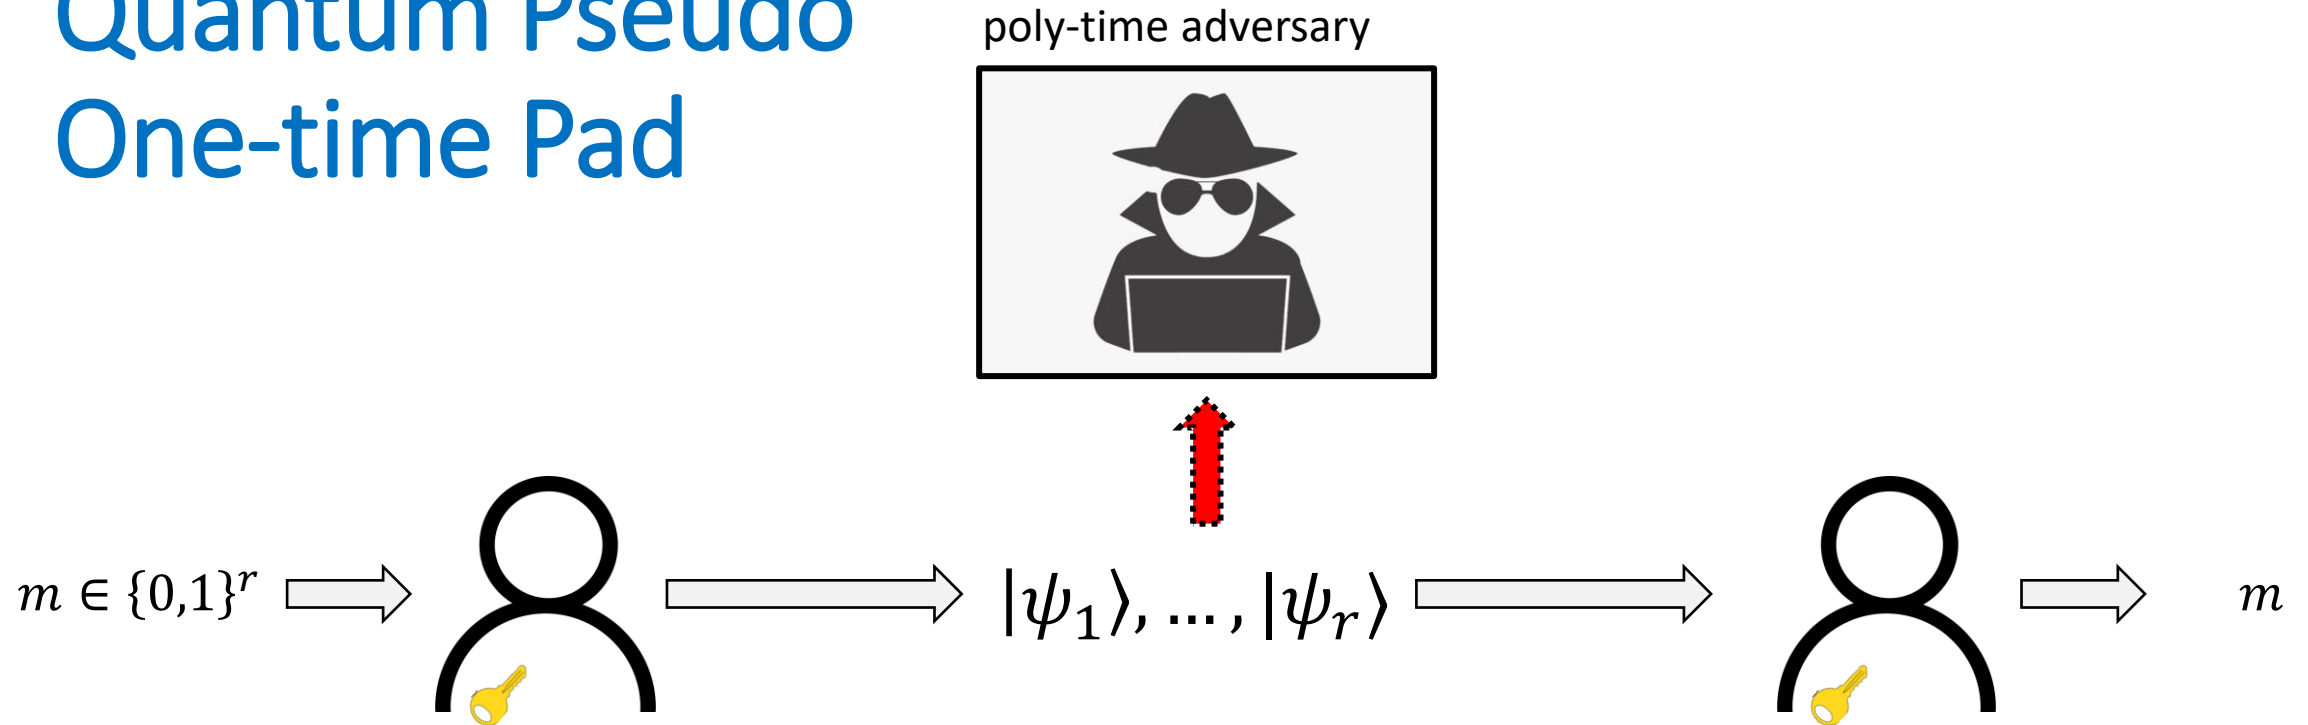 Quantum Pseudo
One-time Pad
poly-time adversary
m ∈ {0,1}^r
|ψ_1⟩, … , |ψ_r⟩
m